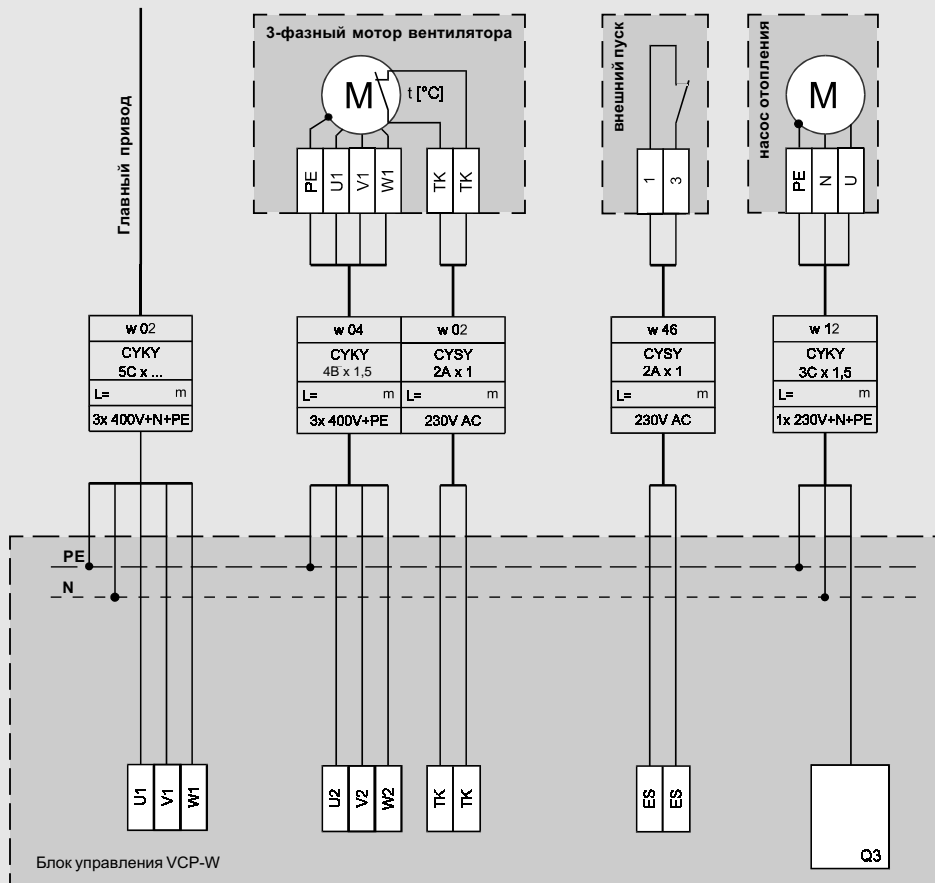 3-фазный мотор вентилятора
M
t [°C]
PE
U1
V1
W1
TK
TK
внешний пуск
1
3
насос отопления
M
PE
N
U
Главный привод
w 02
CYKY
5C x ...
L= m
3x 400V+N+PE
w 04
CYKY
4B x 1,5
L= m
3x 400V+PE
w 02
CYSY
2A x 1
L= m
230V AC
w 46
CYSY
2A x 1
L= m
230V AC
w 12
CYKY
3C x 1,5
L= m
1x 230V+N+PE
PE
N
U1
V1
W1
U2
V2
W2
TK
TK
ES
ES
Q3
Блок управления VCP-W